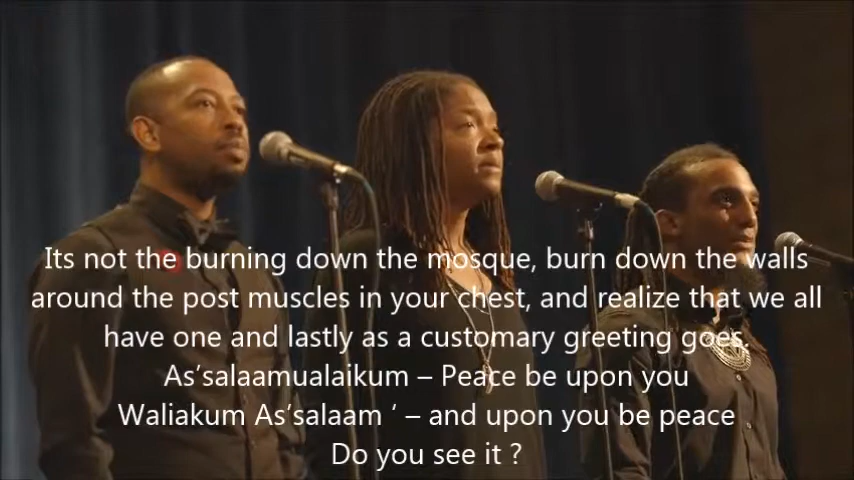 Its not the burning down the mosque, burn down the walls
around the post muscles in your chest, and realize that we all
have one and lastly as a customary greeting goes.
As’salaamualaikum – Peace be upon you
Waliakum As’salaam ‘ – and upon you be peace
Do you see it ?